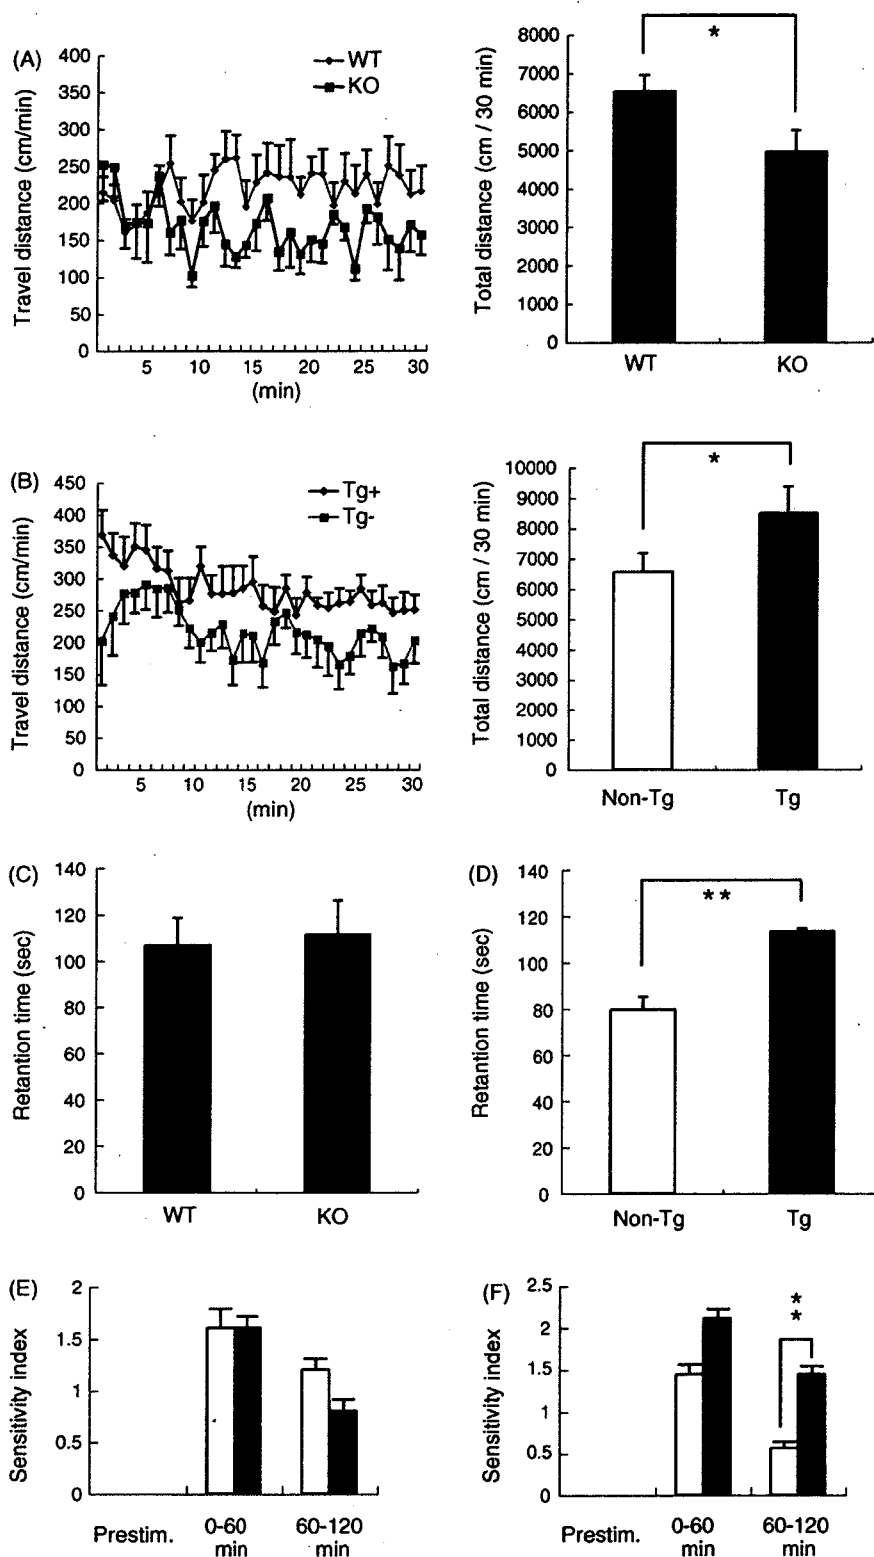 (A)
Travel distance (cm/min)
400
350
300
250
200
150
100
50
0
WT
KO
5 10 15 20 25 30
(min)
Total distance (cm / 30 min)
8000
7000
6000
5000
4000
3000
2000
1000
0
*
WT KO
(B)
Travel distance (cm/min)
450
400
350
300
250
200
150
100
50
0
Tg+
Tg-
5 10 15 20 25 30
(min)
Total distance (cm / 30 min)
10000
9000
8000
7000
6000
5000
4000
3000
2000
1000
0
*
Non-Tg Tg
(C)
Retantion time (sec)
140
120
100
80
60
40
20
0
WT KO
(D)
Retantion time (sec)
140
120
100
80
60
40
20
0
**
Non-Tg Tg
(E)
Sensitivity index
2
1.5
1
0.5
0
Prestim. 0-60 min 60-120 min
(F)
Sensitivity index
2.5
2
1.5
1
0.5
0
*
*
Prestim. 0-60 min 60-120 min